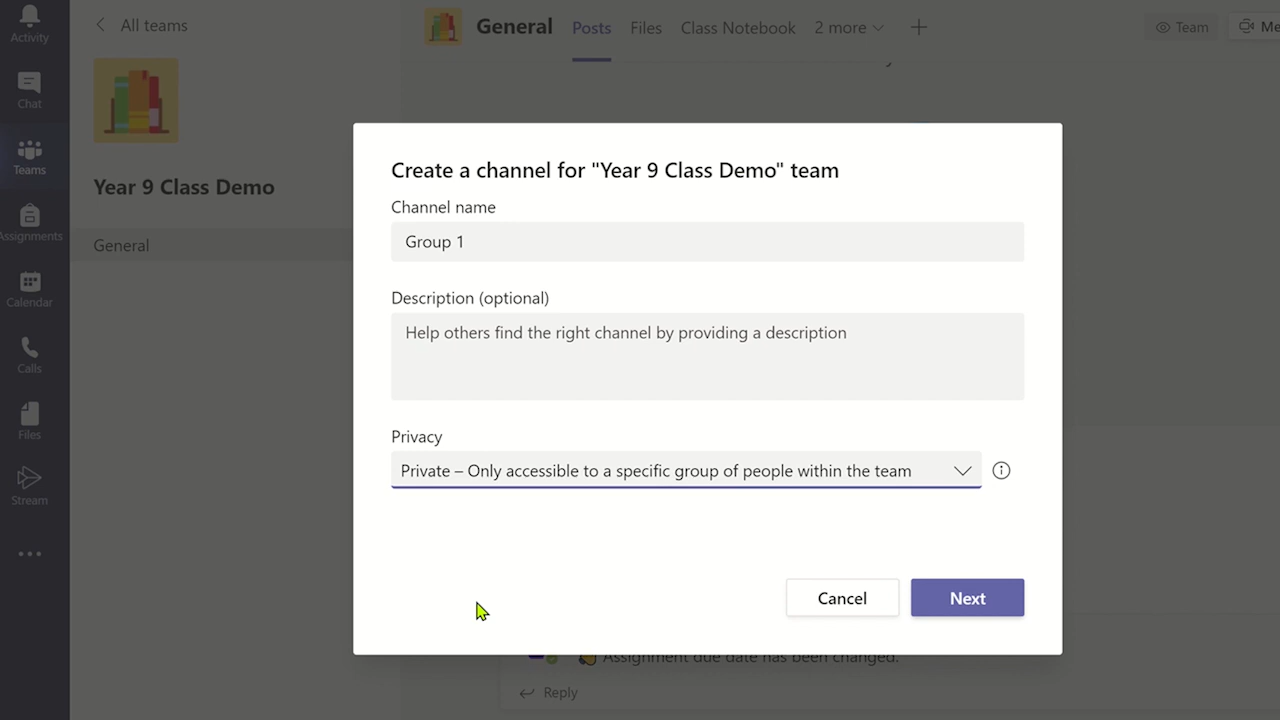 Activity
Chat
Teams
Assignments
Calendar
Calls
Files
Stream
All teams
Year 9 Class Demo
General
General
Posts
Files
Class Notebook
2 more
Team
Create a channel for "Year 9 Class Demo" team
Channel name
Group 1
Description (optional)
Help others find the right channel by providing a description
Privacy
Private – Only accessible to a specific group of people within the team
Cancel
Next
Assignment due date has been changed.
Reply